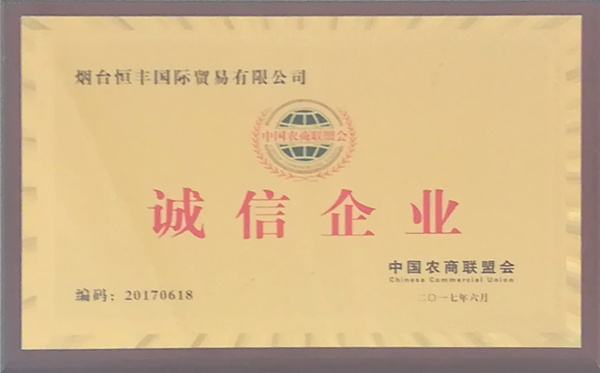 烟台恒丰国际贸易有限公司
中国农商联盟会
诚信企业
中国农商联盟会
Chinese Commercial Union
编码：20170618
二〇一七年六月